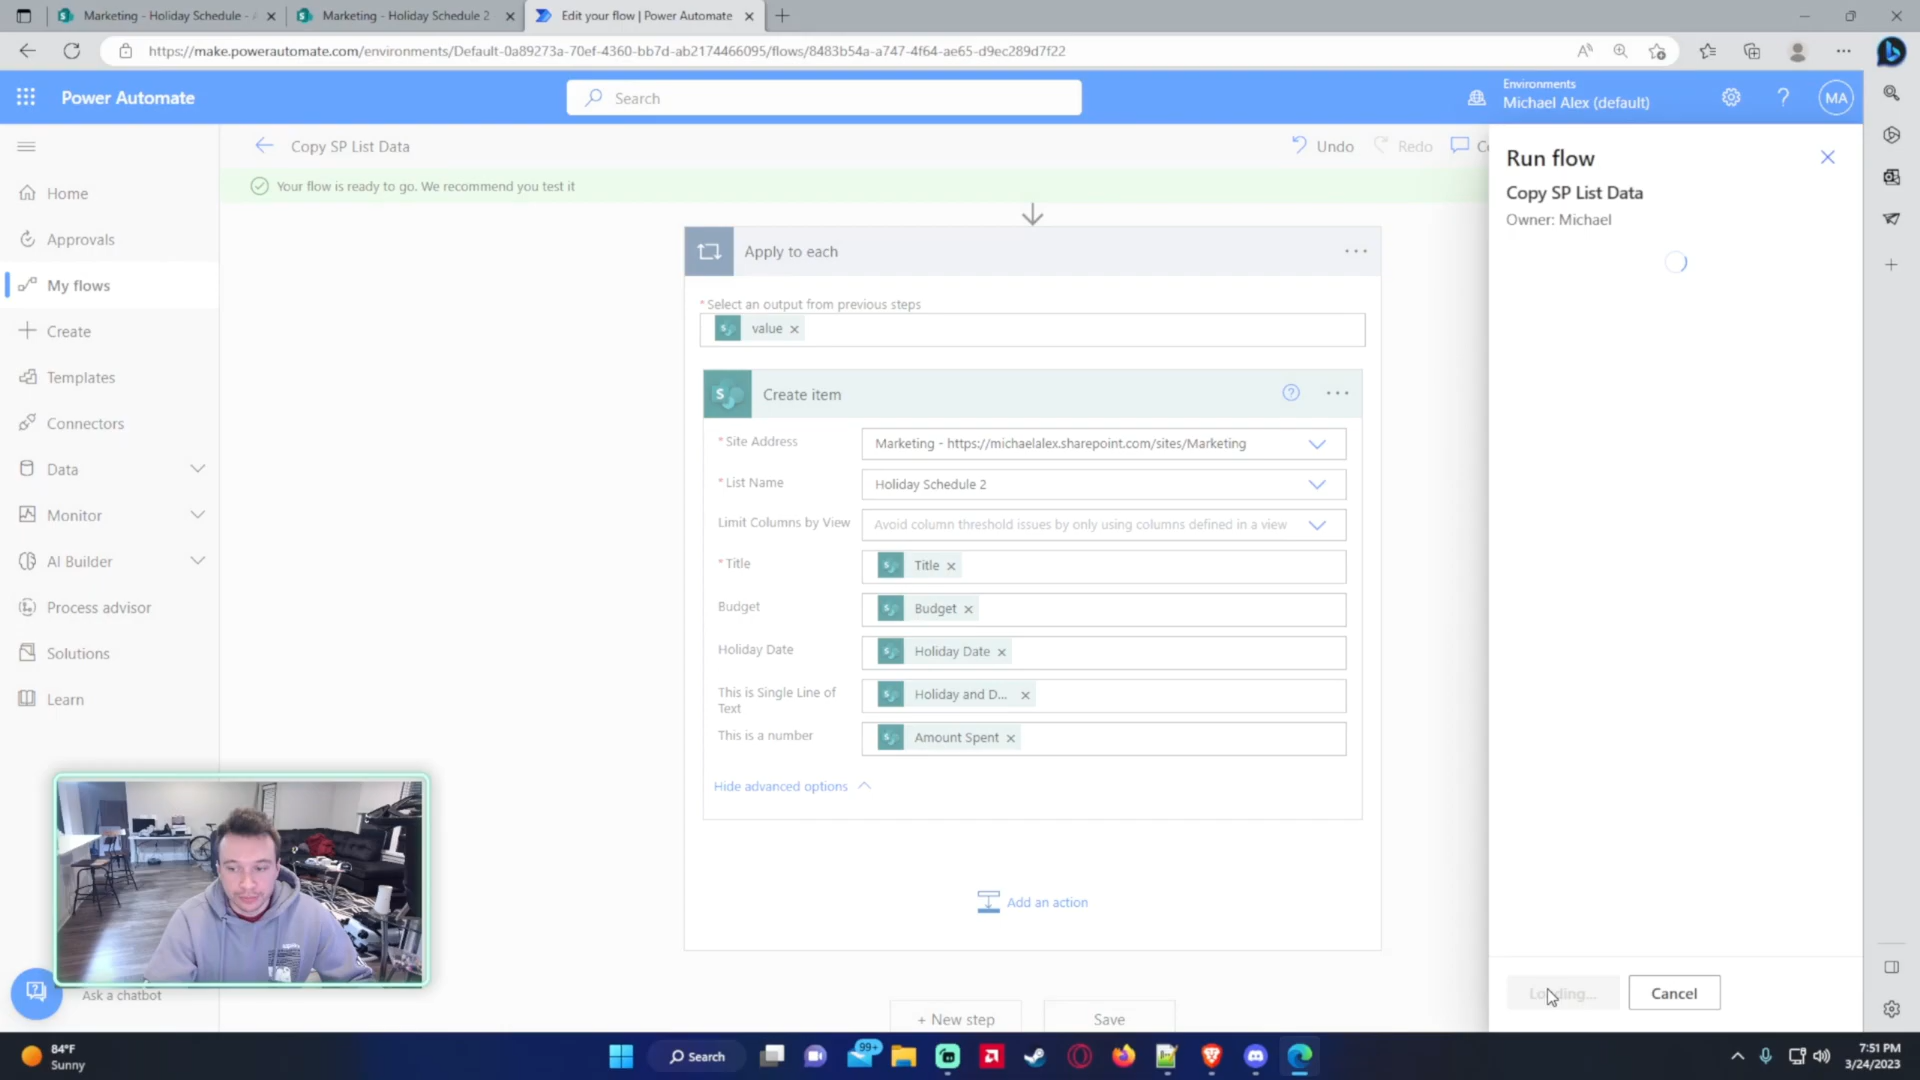 Marketing - Holiday Schedule -
Marketing - Holiday Schedule 2
Edit your flow | Power Automate
https://make.powerautomate.com/environments/Default-0a89273a-70ef-4360-bb7d-ab2174466095/flows/8483b54a-a747-4f64-ae65-d9ec289d7f22
Power Automate
Search
Environments
Michael Alex (default)
MA
Copy SP List Data
Undo
Redo
Your flow is ready to go. We recommend you test it
Home
Approvals
My flows
Create
Templates
Connectors
Data
Monitor
AI Builder
Process advisor
Solutions
Learn
Ask a chatbot
Apply to each
*Select an output from previous steps
value
Create item
*Site Address
Marketing - https://michaelalex.sharepoint.com/sites/Marketing
*List Name
Holiday Schedule 2
Limit Columns by View
Avoid column threshold issues by only using columns defined in a view
*Title
Title
Budget
Budget
Holiday Date
Holiday Date
This is Single Line of
Text
Holiday and D...
This is a number
Amount Spent
Hide advanced options
Add an action
+ New step
Save
Run flow
Copy SP List Data
Owner: Michael
Loading...
Cancel
84°F
Sunny
Search
99+
7:51 PM
3/24/2023